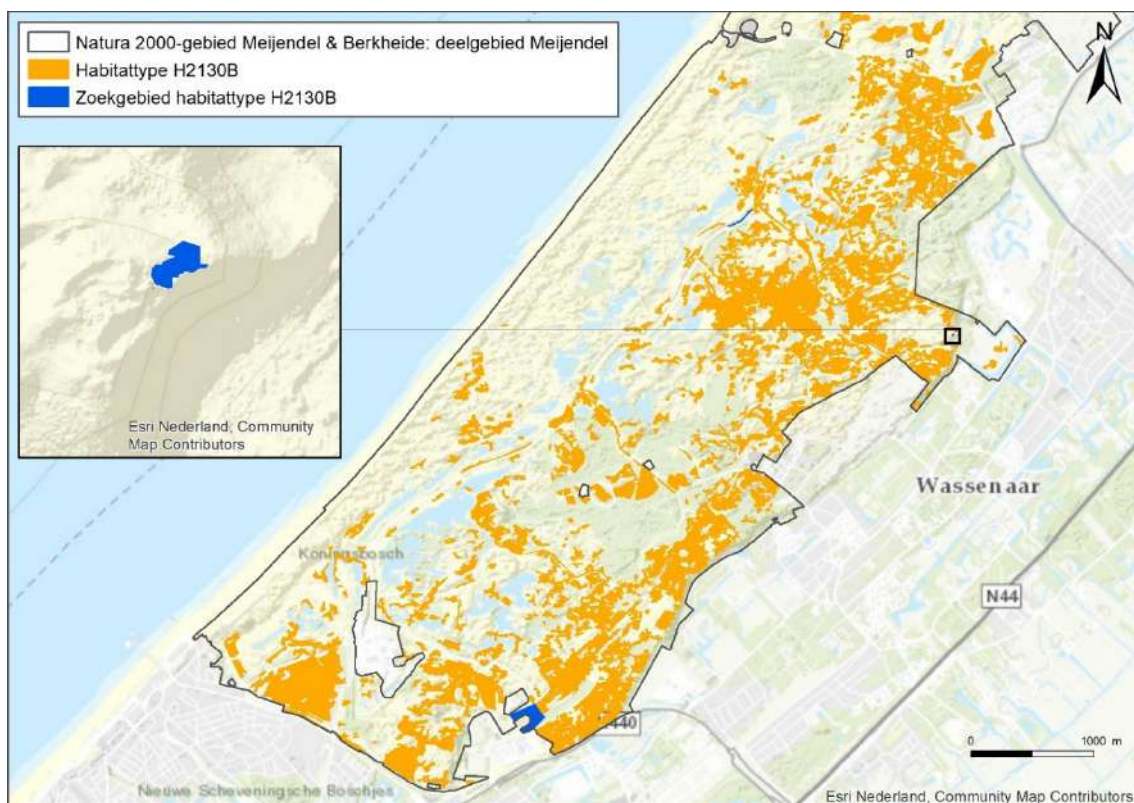 Natura 2000-gebied Meijendel & Berkheide: deelgebied Meijendel
Habitattype H2130B
Zoekgebied habitattype H2130B
N
Esri Nederland, Community
Map Contributors
Wassenaar
Koningsbosch
N44
N440
0 1000 m
Nieuwe Scheveningsche Boschjes
Esri Nederland, Community Map Contributors